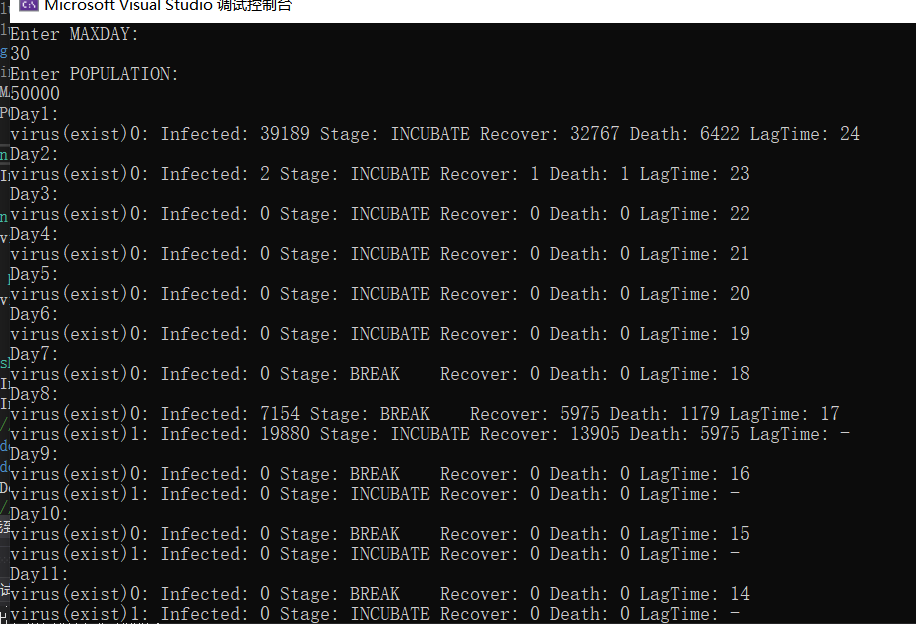 Microsoft Visual Studio 调试控制台
Enter MAXDAY:
30
Enter POPULATION:
50000
Day1:
virus(exist)0: Infected: 39189 Stage: INCUBATE Recover: 32767 Death: 6422 LagTime: 24
Day2:
virus(exist)0: Infected: 2 Stage: INCUBATE Recover: 1 Death: 1 LagTime: 23
Day3:
virus(exist)0: Infected: 0 Stage: INCUBATE Recover: 0 Death: 0 LagTime: 22
Day4:
virus(exist)0: Infected: 0 Stage: INCUBATE Recover: 0 Death: 0 LagTime: 21
Day5:
virus(exist)0: Infected: 0 Stage: INCUBATE Recover: 0 Death: 0 LagTime: 20
Day6:
virus(exist)0: Infected: 0 Stage: INCUBATE Recover: 0 Death: 0 LagTime: 19
Day7:
virus(exist)0: Infected: 0 Stage: BREAK    Recover: 0 Death: 0 LagTime: 18
Day8:
virus(exist)0: Infected: 7154 Stage: BREAK    Recover: 5975 Death: 1179 LagTime: 17
virus(exist)1: Infected: 19880 Stage: INCUBATE Recover: 13905 Death: 5975 LagTime: -
Day9:
virus(exist)0: Infected: 0 Stage: BREAK    Recover: 0 Death: 0 LagTime: 16
virus(exist)1: Infected: 0 Stage: INCUBATE Recover: 0 Death: 0 LagTime: -
Day10:
virus(exist)0: Infected: 0 Stage: BREAK    Recover: 0 Death: 0 LagTime: 15
virus(exist)1: Infected: 0 Stage: INCUBATE Recover: 0 Death: 0 LagTime: -
Day11:
virus(exist)0: Infected: 0 Stage: BREAK    Recover: 0 Death: 0 LagTime: 14
virus(exist)1: Infected: 0 Stage: INCUBATE Recover: 0 Death: 0 LagTime: -